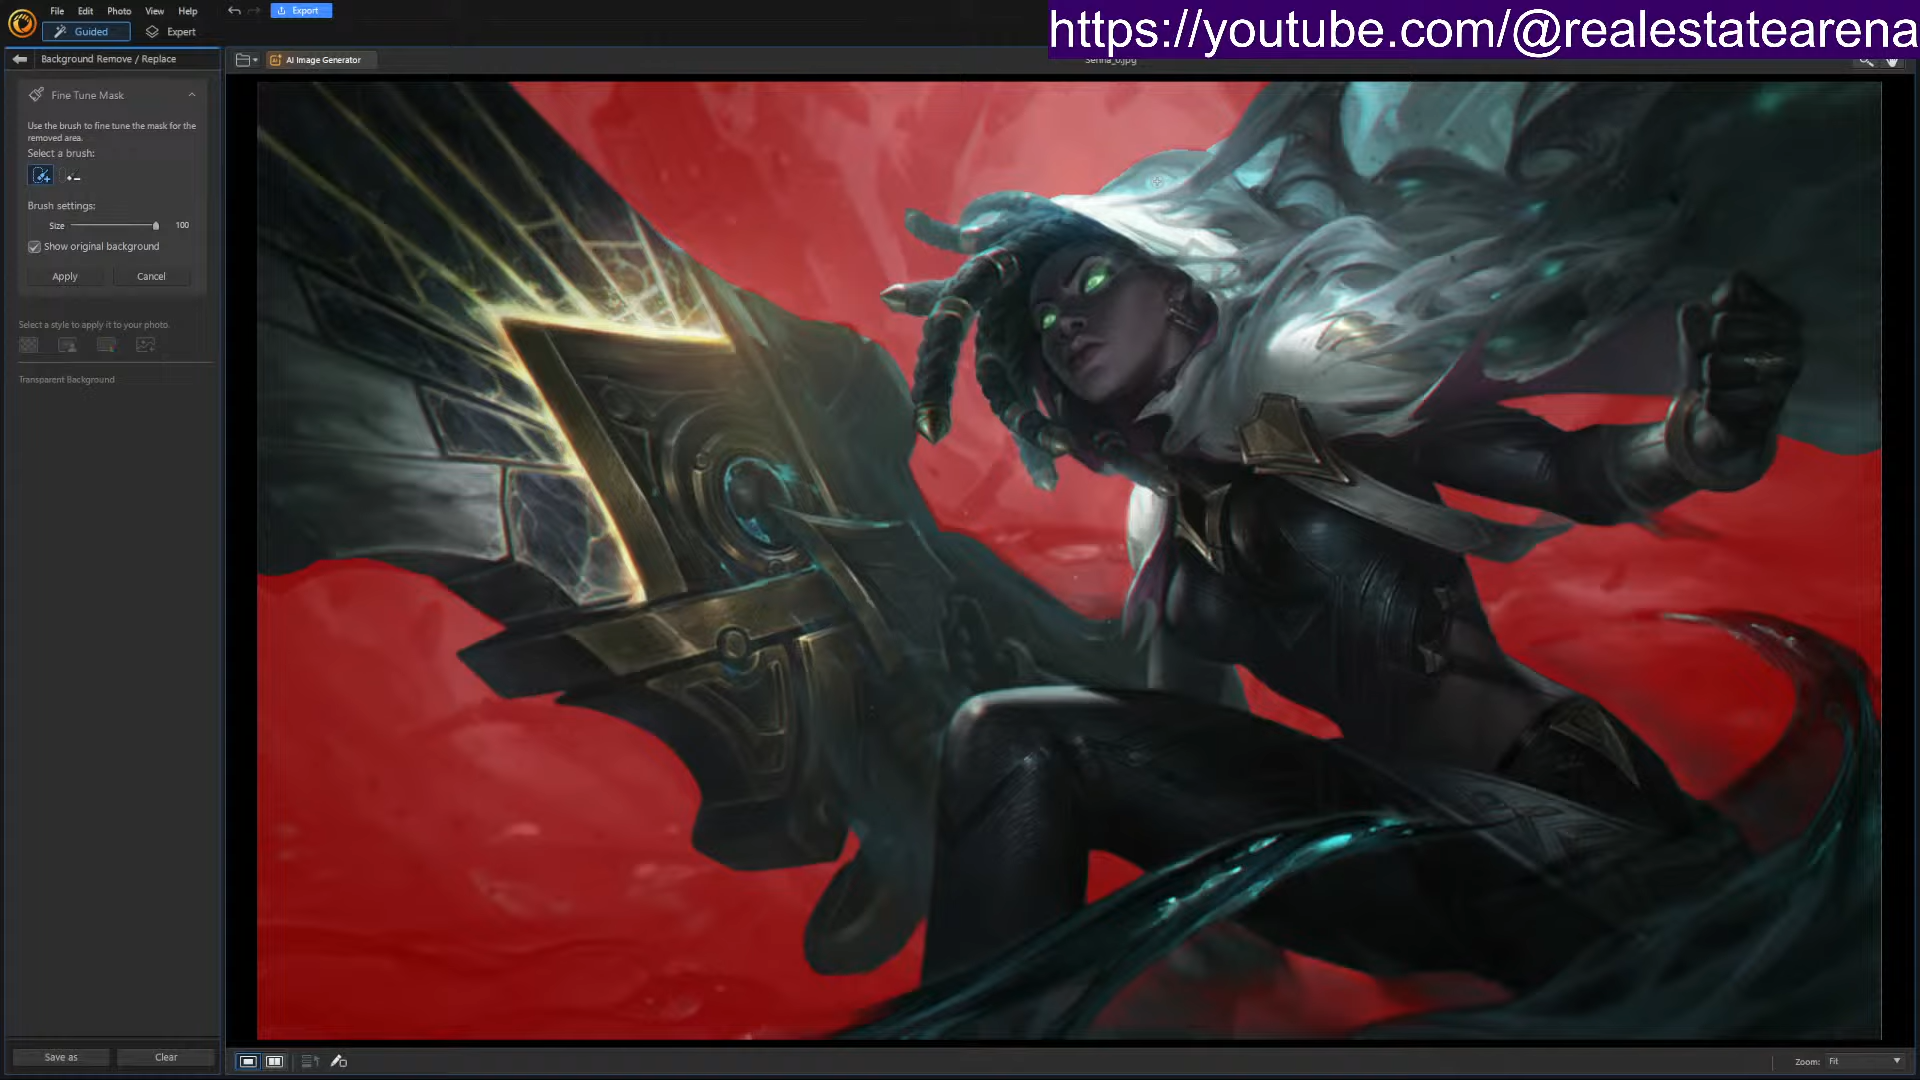 File Edit Photo View Help Export
https://youtube.com/@realestatearena
Guided Expert
Background Remove / Replace
AI Image Generator
Senna_0.jpg
Fine Tune Mask
Use the brush to fine tune the mask for the
removed area.
Select a brush:
Brush settings:
Size 100
Show original background
Apply Cancel
Select a style to apply it to your photo.
Transparent Background
Save as Clear
Zoom: Fit